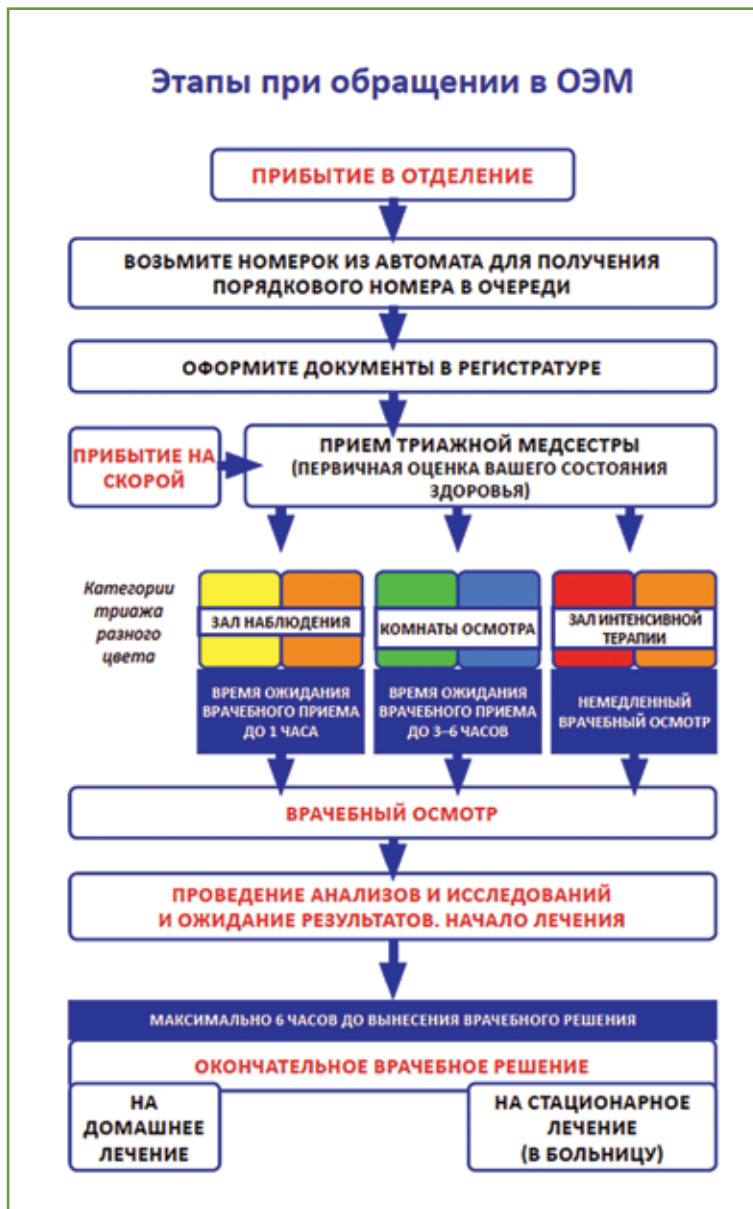 Этапы при обращении в ОЭМ
ПРИБЫТИЕ В ОТДЕЛЕНИЕ
ВОЗЬМИТЕ НОМЕРОК ИЗ АВТОМАТА ДЛЯ ПОЛУЧЕНИЯ
ПОРЯДКОВОГО НОМЕРА В ОЧЕРЕДИ
ОФОРМИТЕ ДОКУМЕНТЫ В РЕГИСТРАТУРЕ
ПРИБЫТИЕ НА
СКОРОЙ
ПРИЕМ ТРИАЖНОЙ МЕДСЕСТРЫ
(ПЕРВИЧНАЯ ОЦЕНКА ВАШЕГО СОСТОЯНИЯ
ЗДОРОВЬЯ)
Категории
триажа
разного
цвета
ЗАЛ НАБЛЮДЕНИЯ
ВРЕМЯ ОЖИДАНИЯ
ВРАЧЕБНОГО ПРИЕМА
ДО 1 ЧАСА
КОМНАТЫ ОСМОТРА
ВРЕМЯ ОЖИДАНИЯ
ВРАЧЕБНОГО ПРИЕМА
ДО 3–6 ЧАСОВ
ЗАЛ ИНТЕНСИВНОЙ
ТЕРАПИИ
НЕМЕДЛЕННЫЙ
ВРАЧЕБНЫЙ ОСМОТР
ВРАЧЕБНЫЙ ОСМОТР
ПРОВЕДЕНИЕ АНАЛИЗОВ И ИССЛЕДОВАНИЙ
И ОЖИДАНИЕ РЕЗУЛЬТАТОВ. НАЧАЛО ЛЕЧЕНИЯ
МАКСИМАЛЬНО 6 ЧАСОВ ДО ВЫНЕСЕНИЯ ВРАЧЕБНОГО РЕШЕНИЯ
ОКОНЧАТЕЛЬНОЕ ВРАЧЕБНОЕ РЕШЕНИЕ
НА
ДОМАШНЕЕ
ЛЕЧЕНИЕ
НА СТАЦИОНАРНОЕ
ЛЕЧЕНИЕ
(В БОЛЬНИЦУ)